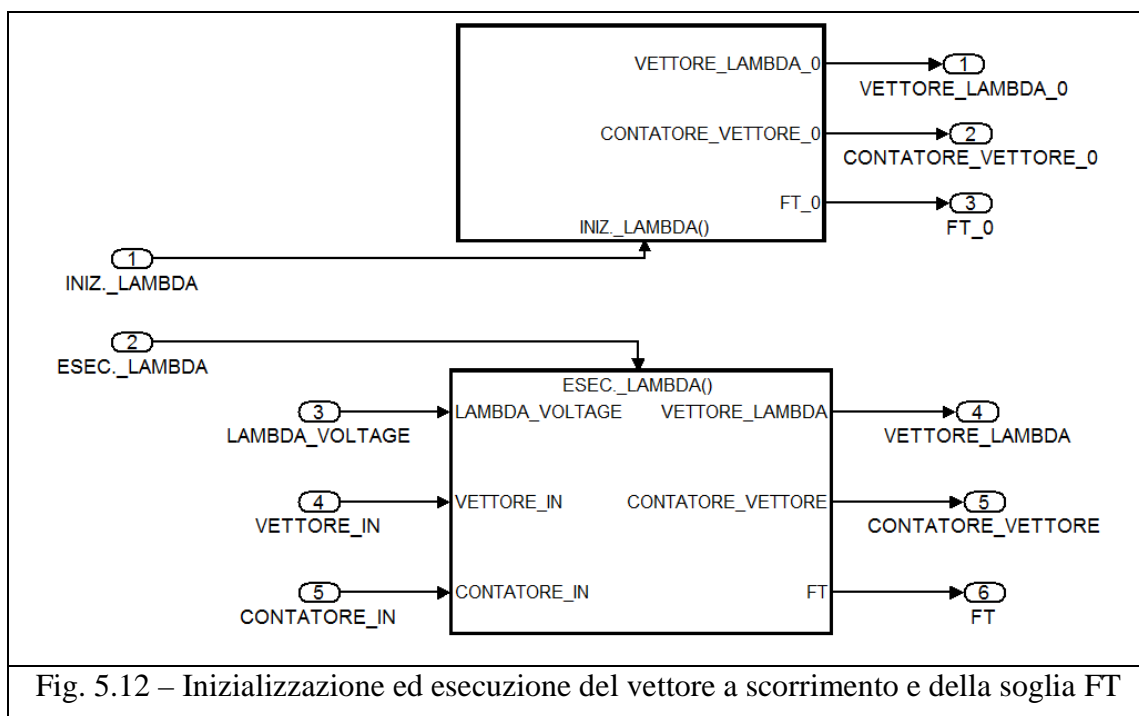 VETTORE_LAMBDA_0
1
VETTORE_LAMBDA_0
CONTATORE_VETTORE_0
2
CONTATORE_VETTORE_0
FT_0
3
FT_0
INIZ._LAMBDA()
1
INIZ._LAMBDA
2
ESEC._LAMBDA
ESEC._LAMBDA()
3
LAMBDA_VOLTAGE
LAMBDA_VOLTAGE
VETTORE_LAMBDA
4
VETTORE_LAMBDA
4
VETTORE_IN
VETTORE_IN
CONTATORE_VETTORE
5
CONTATORE_VETTORE
5
CONTATORE_IN
CONTATORE_IN
FT
6
FT
Fig. 5.12 – Inizializzazione ed esecuzione del vettore a scorrimento e della soglia FT